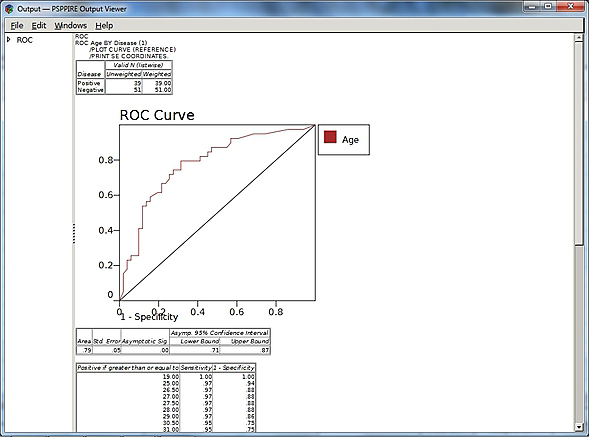 Output — PSPPIRE Output Viewer
File Edit Windows Help
ROC
ROC
ROC Age BY Disease (1)
/PLOT CURVE (REFERENCE)
/PRINT SE COORDINATES.
Valid N (listwise)
Disease Unweighted Weighted
Positive 39 39.00
Negative 51 51.00
ROC Curve
Age
0.8
0.6
0.4
0.2
0
0 0.2 0.4 0.6 0.8
1 - Specificity
Asymp. 95% Confidence Interval
Area Std. Error Asymptotic Sig. Lower Bound Upper Bound
.79 .05 .00 .71 .87
Positive if greater than or equal to Sensitivity 1 - Specificity
19.00 1.00 1.00
25.00 .97 .94
26.50 .97 .88
27.00 .97 .88
27.50 .97 .88
28.00 .97 .88
29.00 .97 .86
30.50 .95 .75
31.00 .95 .75